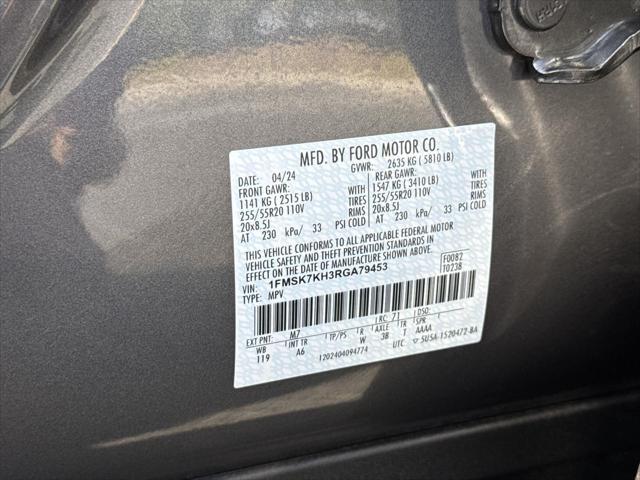 MFD. BY FORD MOTOR CO.
DATE: 04/24 GVWR: 2635 KG ( 5810 LB)
FRONT GAWR: WITH REAR GAWR: WITH
1141 KG ( 2515 LB) TIRES 1547 KG ( 3410 LB) TIRES
255/55R20 110V RIMS 255/55R20 110V RIMS
20x8.5J PSI COLD 20x8.5J PSI COLD
AT 230 kPa/ 33 AT 230 kPa/ 33
THIS VEHICLE CONFORMS TO ALL APPLICABLE FEDERAL MOTOR
VEHICLE SAFETY AND THEFT PREVENTION STANDARDS IN
EFFECT ON THE DATE OF MANUFACTURE SHOWN ABOVE.
VIN: 1FMSK7KH3RGA79453 F0082
TYPE: MPV T0238
EXT PNT: M7 RC: 71 DSO:
WB INT TR TP/PS R AXLE TR SPR
119 A6 W 3B T AAAA
1202404094774 UTC 5U5A-1520472-BA